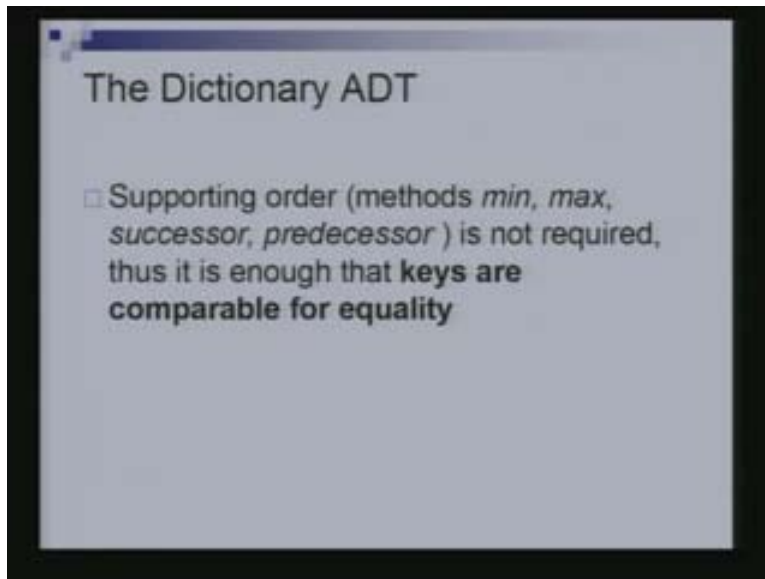 The Dictionary ADT
Supporting order (methods min, max,
successor, predecessor ) is not required,
thus it is enough that keys are
comparable for equality